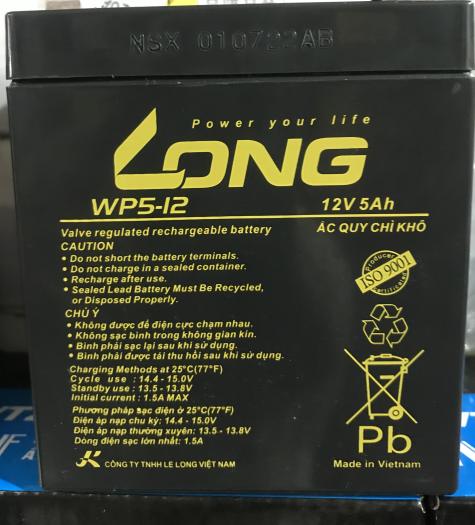 NSX 010722AB
Power your life
LONG
WP5-12 12V 5Ah
Valve regulated rechargeable battery ẮC QUY CHÌ KHÔ
CAUTION
• Do not short the battery terminals.
• Do not charge in a sealed container.
• Recharge after use.
• Sealed Lead Battery Must Be Recycled,
or Disposed Properly.
Producer
ISO 9001
Certificated
CHÚ Ý
• Không được để điện cực chạm nhau.
• Không sạc bình trong không gian kín.
• Bình phải sạc lại sau khi sử dụng.
• Bình phải được tái thu hồi sau khi sử dụng.
Charging Methods at 25°C(77°F)
Cycle use : 14.4 - 15.0V
Standby use : 13.5 - 13.8V
Initial current : 1.5A MAX
Phương pháp sạc điện ở 25°C(77°F)
Điện áp nạp chu kỳ: 14.4 - 15.0V
Điện áp nạp thường xuyên: 13.5 - 13.8V
Dòng điện sạc lớn nhất: 1.5A
Pb
Made in Vietnam
CÔNG TY TNHH LE LONG VIỆT NAM